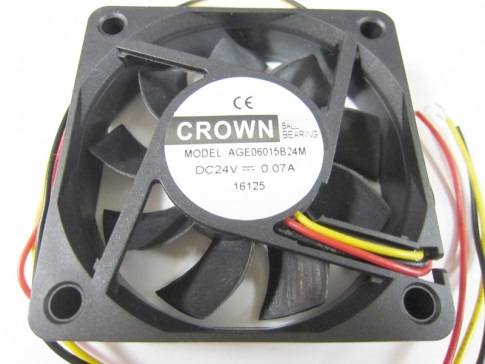 CE
CROWN BALL BEARING
MODEL AGE06015B24M
DC24V⎓0.07A
16125